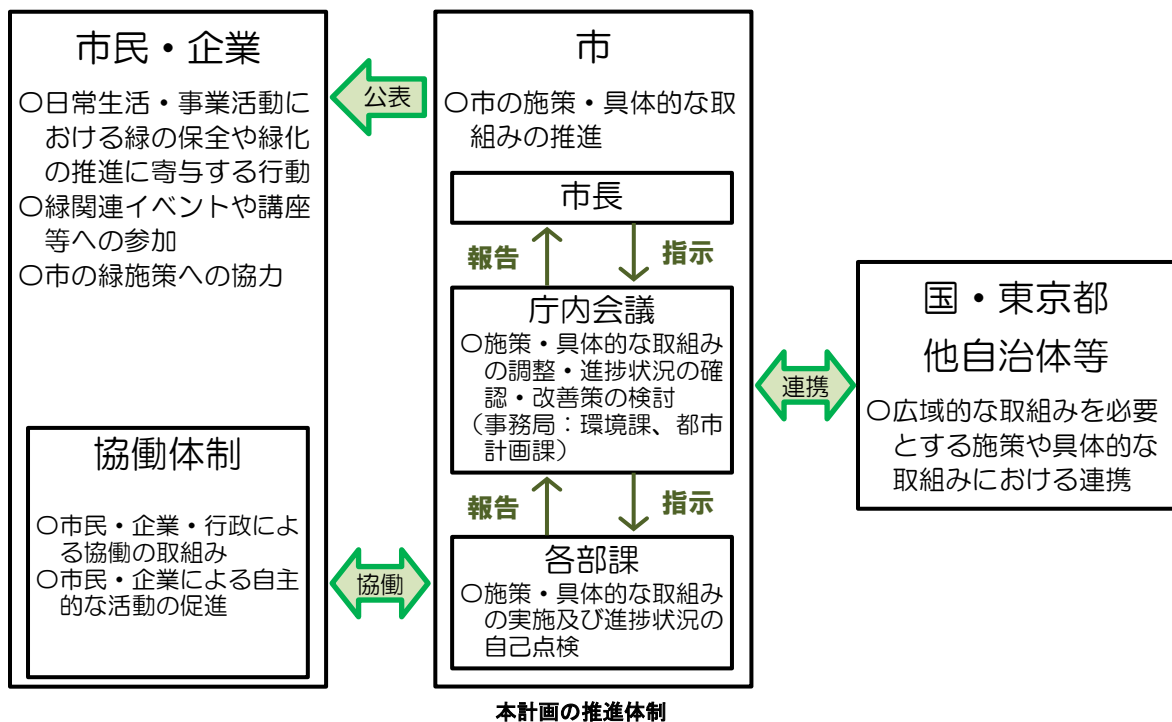 市民・企業
〇日常生活・事業活動に
おける緑の保全や緑化
の推進に寄与する行動
〇緑関連イベントや講座
等への参加
〇市の緑施策への協力
協働体制
〇市民・企業・行政によ
る協働の取組み
〇市民・企業による自主
的な活動の促進
公表
協働
市
〇市の施策・具体的な取
組みの推進
市長
報告
指示
庁内会議
〇施策・具体的な取組み
の調整・進捗状況の確
認・改善策の検討
（事務局：環境課、都市
計画課）
報告
指示
各部課
〇施策・具体的な取組み
の実施及び進捗状況の
自己点検
連携
国・東京都
他自治体等
〇広域的な取組みを必要
とする施策や具体的な
取組みにおける連携
本計画の推進体制